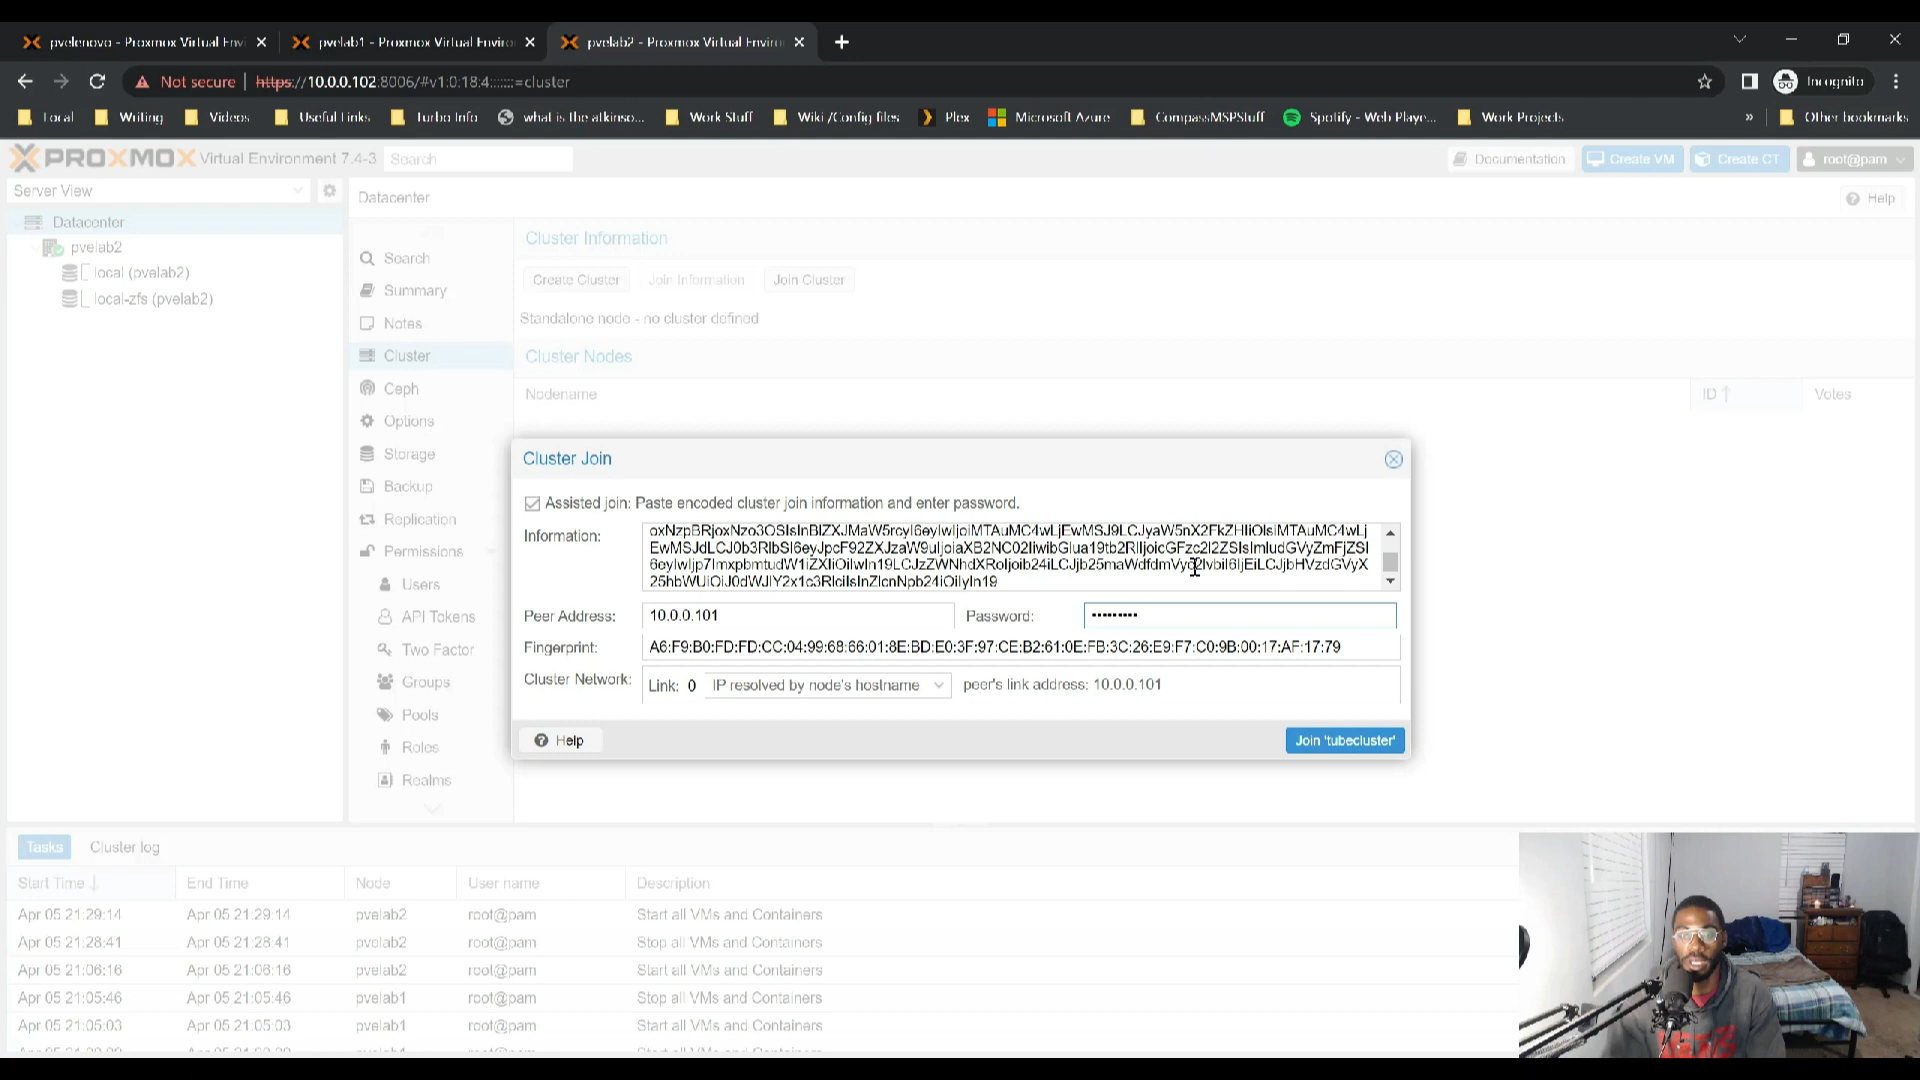 pvelenovo - Proxmox Virtual Envi
pvelab1 - Proxmox Virtual Enviro
pvelab2 - Proxmox Virtual Enviro
Not secure
https://10.0.0.102:8006/#v1:0:18:4:::::::=cluster
Incognito
Local
Writing
Videos
Useful Links
Turbo Info
what is the atkinso...
Work Stuff
Wiki /Config files
Plex
Microsoft Azure
CompassMSPStuff
Spotify - Web Playe...
Work Projects
»
Other bookmarks
PROXMOX Virtual Environment 7.4-3
Search
Documentation
Create VM
Create CT
root@pam
Server View
Datacenter
pvelab2
local (pvelab2)
local-zfs (pvelab2)
Datacenter
Help
Search
Summary
Notes
Cluster
Ceph
Options
Storage
Backup
Replication
Permissions
Users
API Tokens
Two Factor
Groups
Pools
Roles
Realms
Cluster Information
Create Cluster
Join Information
Join Cluster
Standalone node - no cluster defined
Cluster Nodes
Nodename
ID
Votes
Cluster Join
Assisted join: Paste encoded cluster join information and enter password.
Information:
Peer Address:
10.0.0.101
Password:
Fingerprint:
A6:F9:B0:FD:FD:CC:04:99:68:66:01:8E:BD:E0:3F:97:CE:B2:61:0E:FB:3C:26:E9:F7:C0:9B:00:17:AF:17:79
Cluster Network:
Link: 0
IP resolved by node's hostname
peer's link address: 10.0.0.101
Help
Join 'tubecluster'
Tasks
Cluster log
Start Time
End Time
Node
User name
Description
Apr 05 21:29:14 Apr 05 21:29:14 pvelab2 root@pam Start all VMs and Containers
Apr 05 21:28:41 Apr 05 21:28:41 pvelab2 root@pam Stop all VMs and Containers
Apr 05 21:06:16 Apr 05 21:06:16 pvelab2 root@pam Start all VMs and Containers
Apr 05 21:05:46 Apr 05 21:05:46 pvelab1 root@pam Stop all VMs and Containers
Apr 05 21:05:03 Apr 05 21:05:03 pvelab1 root@pam Start all VMs and Containers